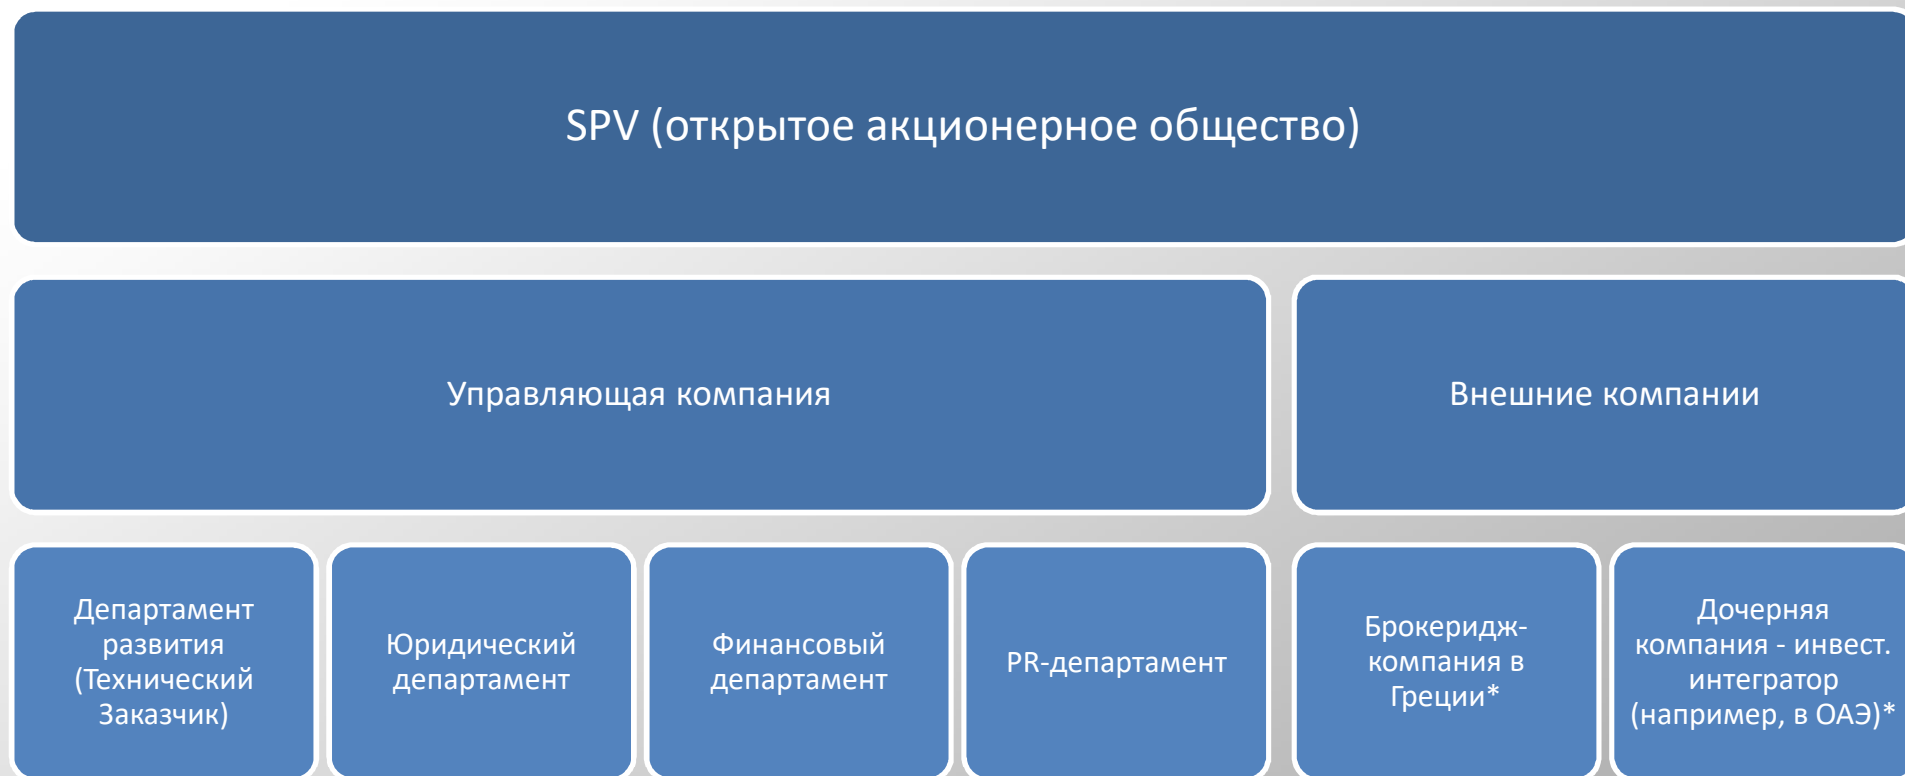 SPV (открытое акционерное общество)
Управляющая компания
Внешние компании
Департамент
развития
(Технический
Заказчик)
Юридический
департамент
Финансовый
департамент
PR-департамент
Брокеридж-
компания в
Греции*
Дочерняя
компания - инвест.
интегратор
(например, в ОАЭ)*